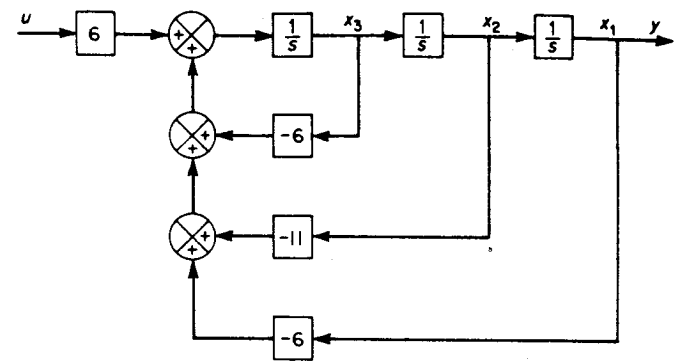 u 6 + + 1/s x₃ 1/s x₂ 1/s x₁ y
+ + -6
+ + -11
-6